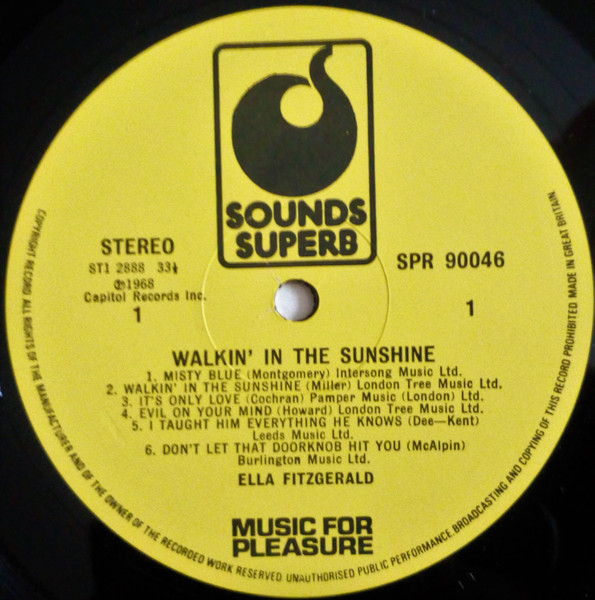 SOUNDS
SUPERB
STEREO
ST1 2888 33⅓
℗1968
Capitol Records Inc.
1
SPR 90046
1
WALKIN' IN THE SUNSHINE
1. MISTY BLUE (Montgomery) Intersong Music Ltd.
2. WALKIN' IN THE SUNSHINE (Miller) London Tree Music Ltd.
3. IT'S ONLY LOVE (Cochran) Pamper Music (London) Ltd.
4. EVIL ON YOUR MIND (Howard) London Tree Music Ltd.
5. I TAUGHT HIM EVERYTHING HE KNOWS (Dee—Kent)
Leeds Music Ltd.
6. DON'T LET THAT DOORKNOB HIT YOU (McAlpin)
Burlington Music Ltd.
ELLA FITZGERALD
MUSIC FOR
PLEASURE
COPYRIGHT RECORD ALL RIGHTS OF THE MANUFACTURER AND OF THE OWNER OF THE RECORDED WORK RESERVED UNAUTHORISED PUBLIC PERFORMANCE BROADCASTING AND COPYING OF THIS RECORD PROHIBITED MADE IN GREAT BRITAIN.